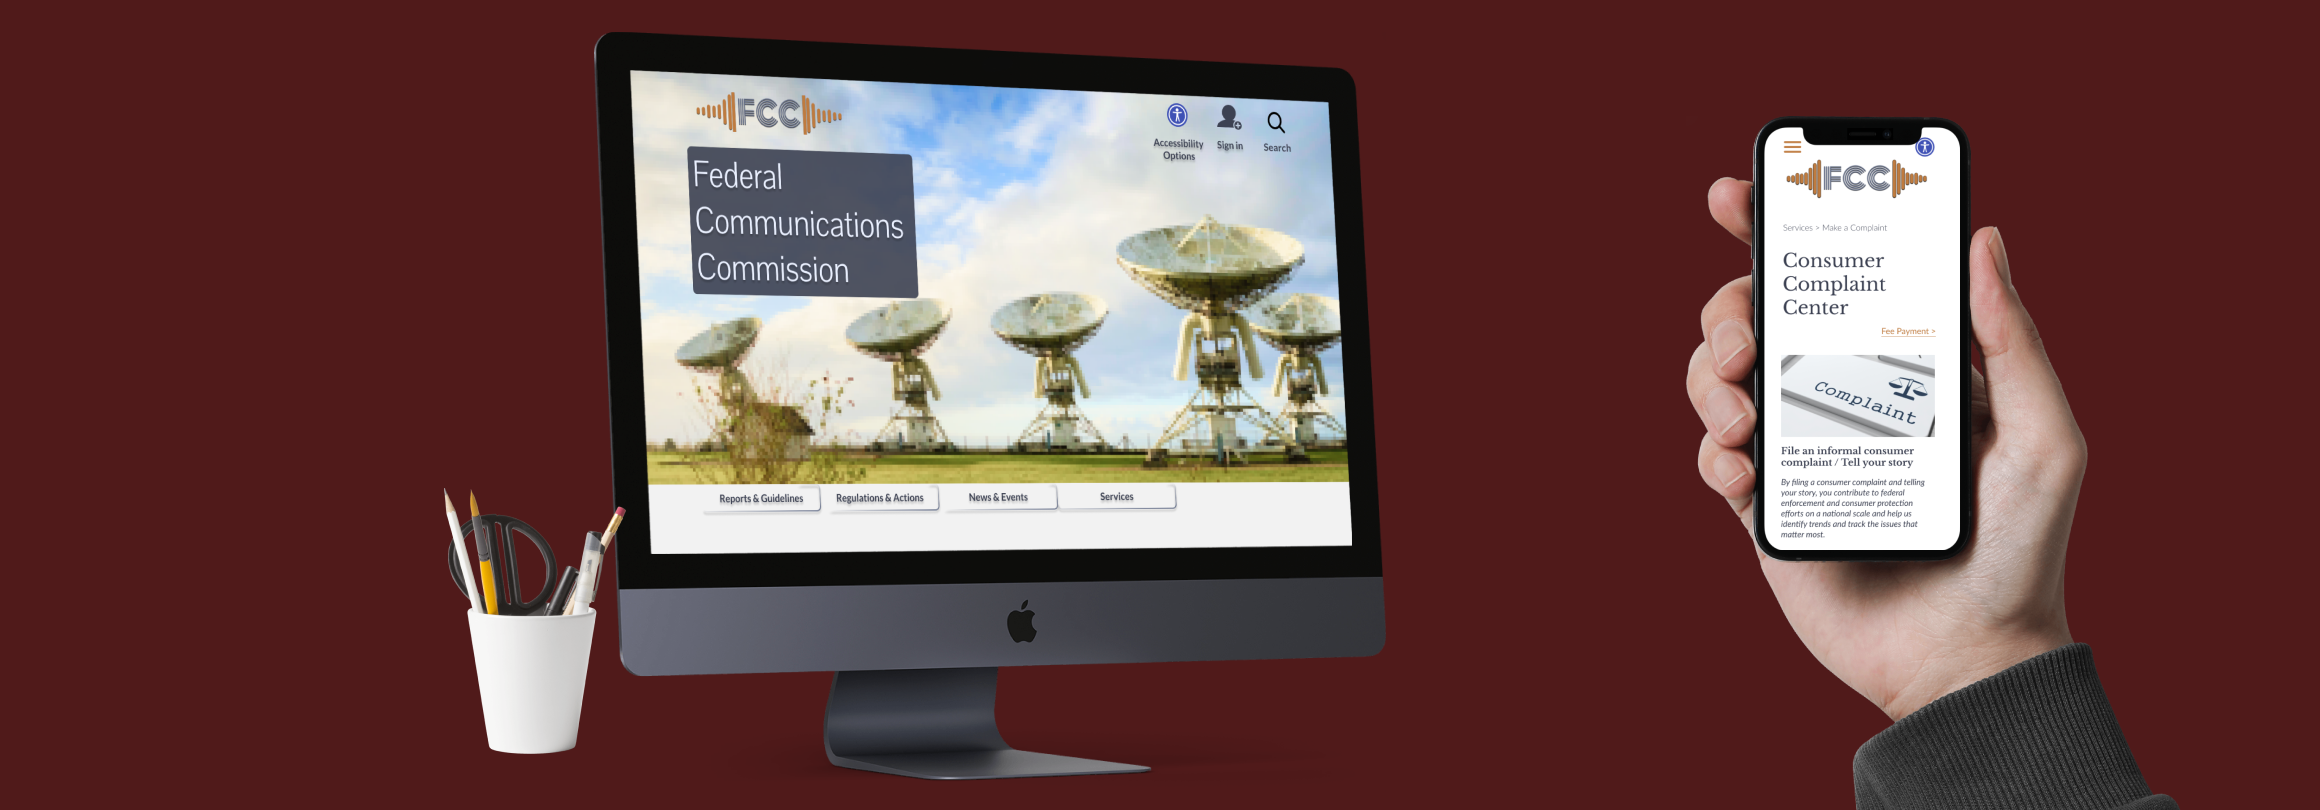 FCC
Accessibility
Options
Sign in
Search
Federal
Communications
Commission
Reports & Guidelines
Regulations & Actions
News & Events
Services
FCC
Services > Make a Complaint
Consumer
Complaint
Center
Fee Payment >
Complaint
File an informal consumer
complaint / Tell your story
By filing a consumer complaint and telling
your story, you contribute to federal
enforcement and consumer protection
efforts on a national scale and help us
identify trends and track the issues that
matter most.